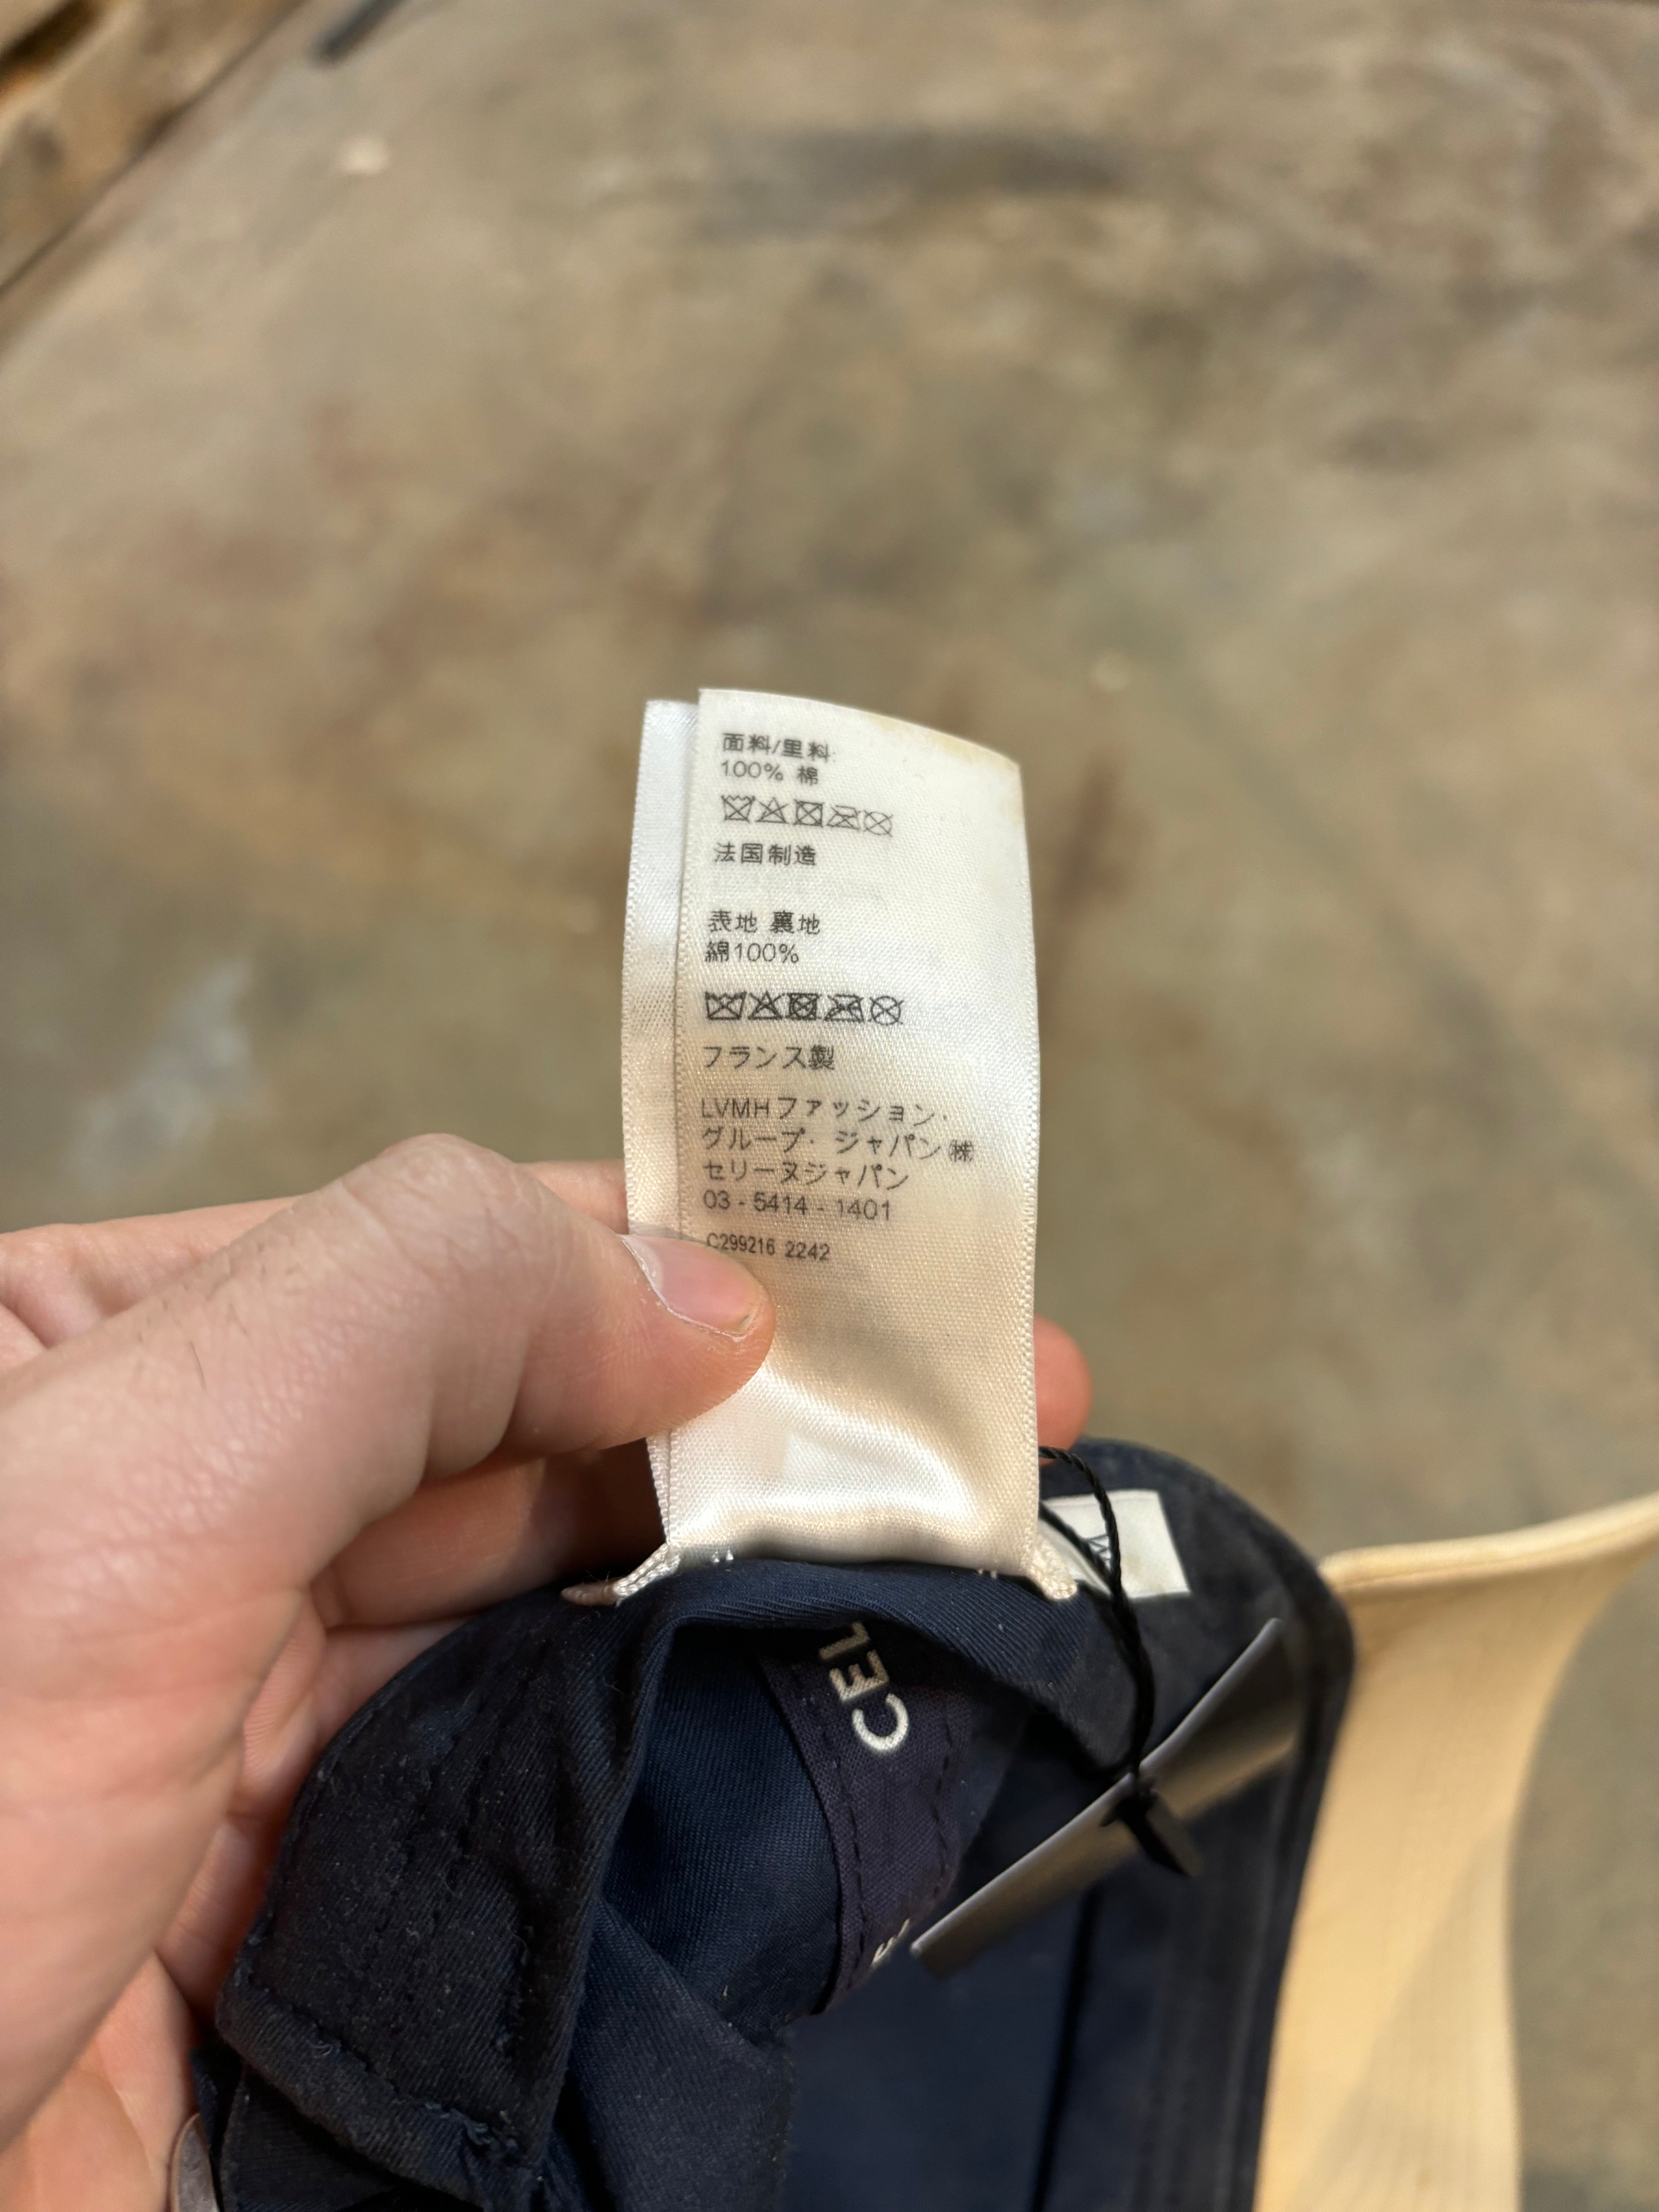 面料/里料:
100% 棉
法国制造
表地 裏地
綿100%
フランス製
LVMHファッション·
グループ· ジャパン㈱
セリーヌジャパン
03 - 5414 - 1401
C299216 2242
CEL